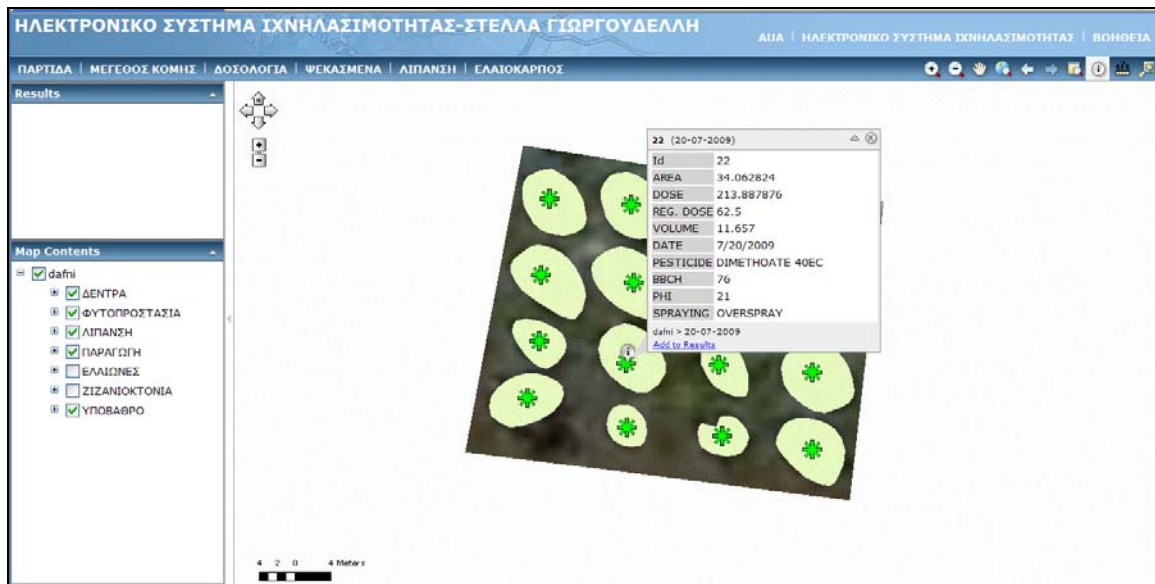 ΗΛΕΚΤΡΟΝΙΚΟ ΣΥΣΤΗΜΑ ΙΧΝΗΛΑΣΙΜΟΤΗΤΑΣ-ΣΤΕΛΛΑ ΓΙΩΡΓΟΥΔΕΛΛΗ
ΑΠΑ | ΗΛΕΚΤΡΟΝΙΚΟ ΣΥΣΤΗΜΑ ΙΧΝΗΛΑΣΙΜΟΤΗΤΑΣ | ΒΟΗΘΕΙΑ
ΠΑΡΤΙΔΑ | ΜΕΓΕΘΟΣ ΚΟΜΗΣ | ΔΟΣΟΛΟΓΙΑ | ΨΕΚΑΣΜΕΝΑ | ΛΙΠΑΝΣΗ | ΕΛΑΙΟΚΑΡΠΟΣ
Results
Map Contents
dafni
ΔΕΝΤΡΑ
ΦΥΤΟΠΡΟΣΤΑΣΙΑ
ΛΙΠΑΝΣΗ
ΠΑΡΑΓΩΓΗ
ΕΛΑΙΩΝΕΣ
ΖΙΖΑΝΙΟΚΤΟΝΙΑ
ΥΠΟΒΑΘΡΟ
22 (20-07-2009)
Id 22
AREA 34.062824
DOSE 213.887876
REG. DOSE 62.5
VOLUME 11.657
DATE 7/20/2009
PESTICIDE DIMETHOATE 40EC
BBCH 76
PHI 21
SPRAYING OVERSPRAY
dafni > 20-07-2009
Add to Results
4 2 0 4 Meters